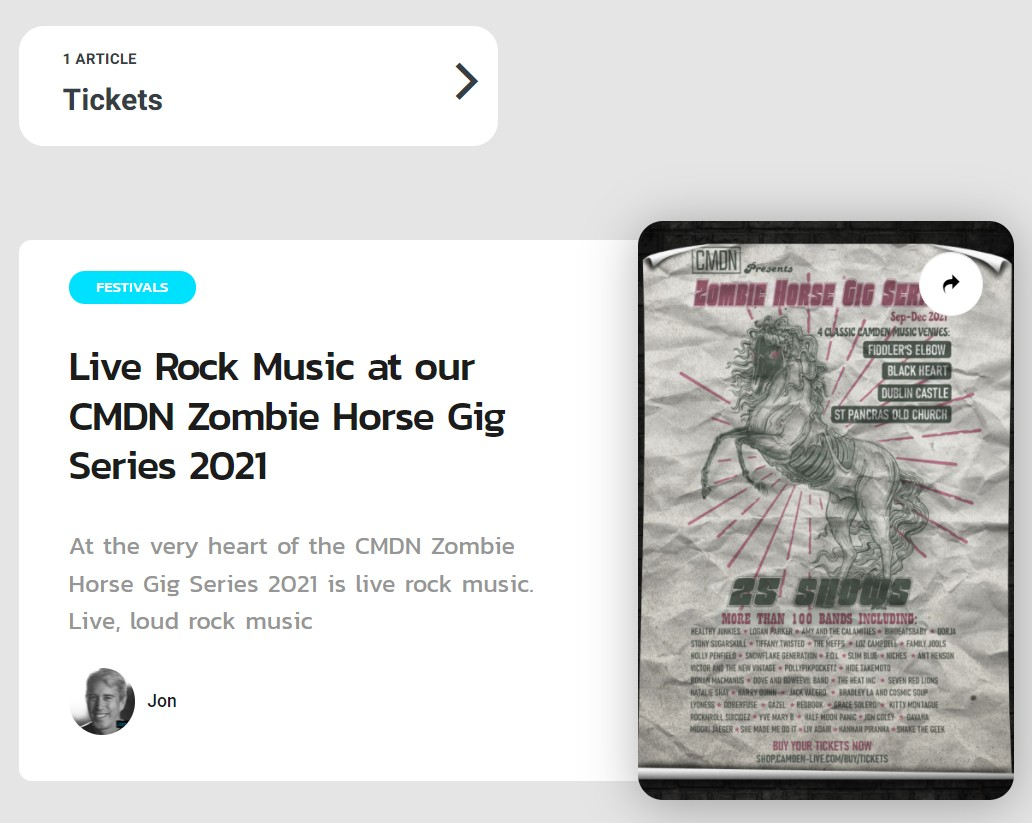 1 ARTICLE
Tickets
FESTIVALS
Live Rock Music at our
CMDN Zombie Horse Gig
Series 2021
At the very heart of the CMDN Zombie
Horse Gig Series 2021 is live rock music.
Live, loud rock music
Jon
CMDN Presents
Zombie Horse Gig
Sep-Dec 2021
4 CLASSIC CAMDEN MUSIC VENUES:
FIDDLER'S ELBOW
BLACK HEART
DUBLIN CASTLE
ST PANCRAS OLD CHURCH
25 SHOWS
MORE THAN 100 BANDS INCLUDING:
HEALTHY JUNKIES • LOGAN PARKER • AMY AND THE CALAMITIES • BIRDEATSBABY • DORJA
STONY SUGARSKULL • TIFFANY TWISTED • THE MEFFS • LOZ CAMPBELL • FAMILY JOOLS
HOLLY PENFIELD • SNOWFLAKE GENERATION • F.O.L • SLIM BLUE • NICHES • ANT HENSON
VICTOR AND THE NEW VINTAGE • POLLYPIKPOCKETZ • HIDE TAKEMOTO
RONAN MACMANUS • DOVE AND BOWEEVIL BAND • THE HEAT INC • SEVEN RED LIONS
NATALIE SHAY • HARRY QUINN • JACK VALERO • BRADLEY LA AND COSMIC SOUP
LYONESS • DOBERFUSE • GAZEL • REDBOOK • GRACE SOLERO • KITTY MONTAGUE
ROCKNROLL SUICIDEZ • YVE MARY B • HALF MOON PANIC • JON COLEY • GAVAHA
MIDORI JAEGER • SHE MADE ME DO IT • LIV ADAIR • HANNAH PIRANHA • SHAKE THE GEEK
BUY YOUR TICKETS NOW
SHOP.CAMDEN-LIVE.COM/BUY/TICKETS